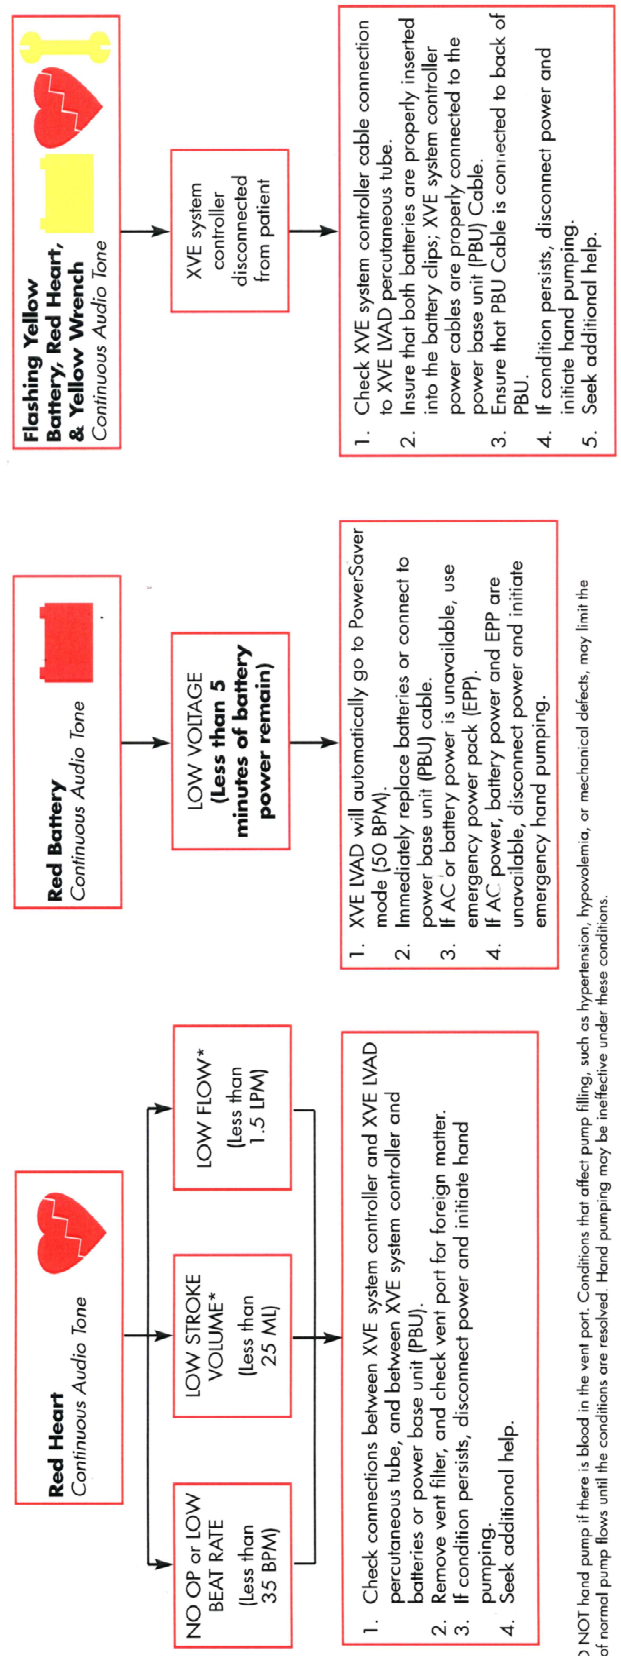 Red Heart
Continuous Audio Tone
NO OP or LOW
BEAT RATE
(Less than
35 BPM)
LOW STROKE
VOLUME*
(Less than
25 ML)
LOW FLOW*
(Less than
1.5 LPM)
1. Check connections between XVE system controller and XVE LVAD
percutaneous tube, and between XVE system controller and
batteries or power base unit (PBU).
2. Remove vent filter, and check vent port for foreign matter.
3. If condition persists, disconnect power and initiate hand
pumping.
4. Seek additional help.
Red Battery
Continuous Audio Tone
LOW VOLTAGE
(Less than 5
minutes of battery
power remain)
1. XVE LVAD will automatically go to PowerSaver
mode (50 BPM).
2. Immediately replace batteries or connect to
power base unit (PBU) cable.
3. If AC or battery power is unavailable, use
emergency power pack (EPP).
4. If AC power, battery power and EPP are
unavailable, disconnect power and initiate
emergency hand pumping.
Flashing Yellow
Battery, Red Heart,
& Yellow Wrench
Continuous Audio Tone
XVE system
controller
disconnected
from patient
1. Check XVE system controller cable connection
to XVE LVAD percutaneous tube.
2. Insure that both batteries are properly inserted
into the battery clips; XVE system controller
power cables are properly connected to the
power base unit (PBU) Cable.
3. Ensure that PBU Cable is connected to back of
PBU.
4. If condition persists, disconnect power and
initiate hand pumping.
5. Seek additional help.
NOT hand pump if there is blood in the vent port. Conditions that affect pump filling, such as hypertension, hypovolemia, or mechanical defects, may limit the
of normal pump flows until the conditions are resolved. Hand pumping may be ineffective under these conditions.